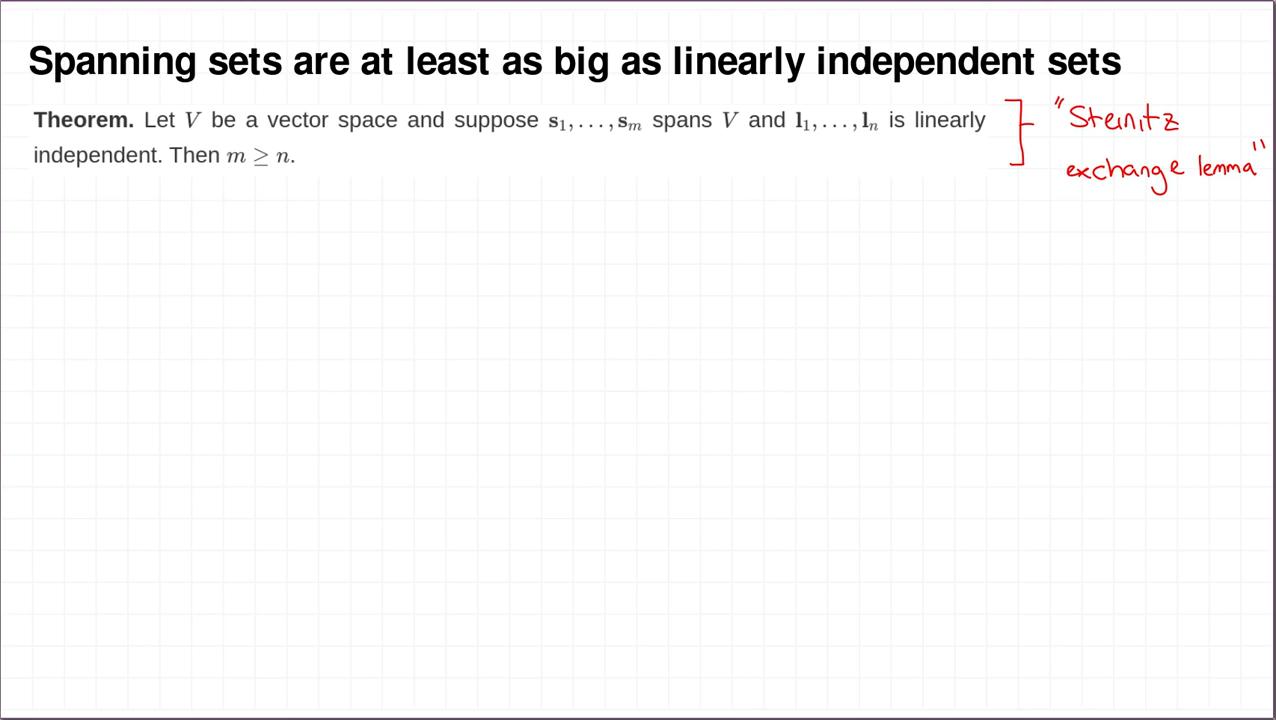 Spanning sets are at least as big as linearly independent sets
Theorem. Let V be a vector space and suppose s₁, …, sₘ spans V and l₁, …, lₙ is linearly
independent. Then m ≥ n.
"Steinitz
exchange lemma"